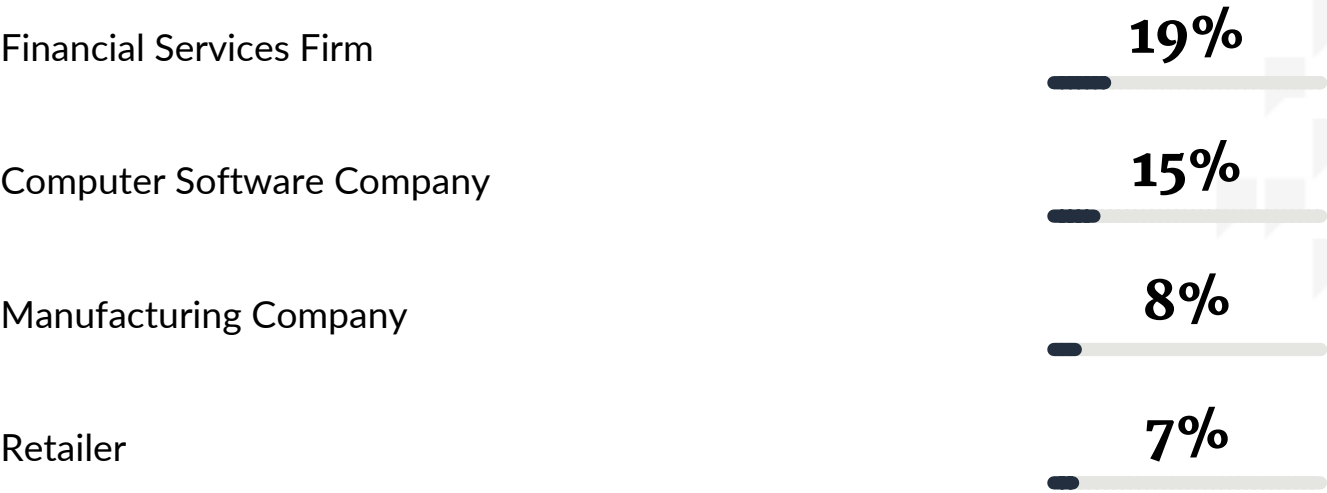 Financial Services Firm 19%
Computer Software Company 15%
Manufacturing Company 8%
Retailer 7%